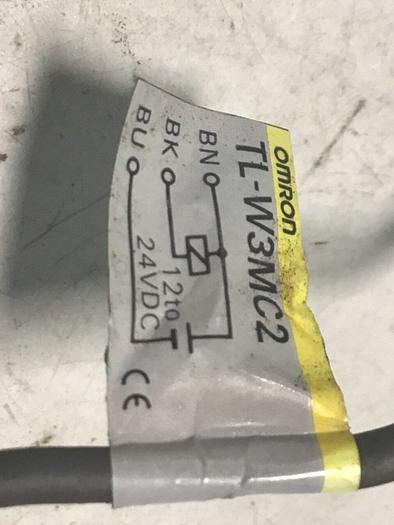 OMRON
TL-W3MC2
BN
BK
BU
12to
24VDC
CE